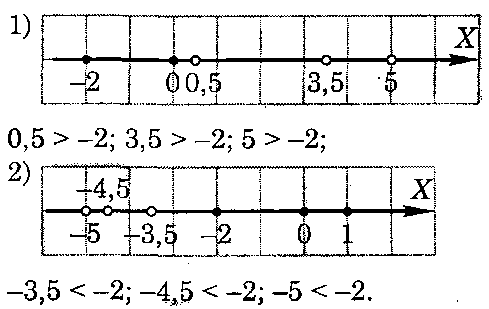 1)
X
–2 0 0,5 3,5 5
0,5 > –2; 3,5 > –2; 5 > –2;
2)
–4,5 X
–5 –3,5 –2 0 1
–3,5 < –2; –4,5 < –2; –5 < –2.